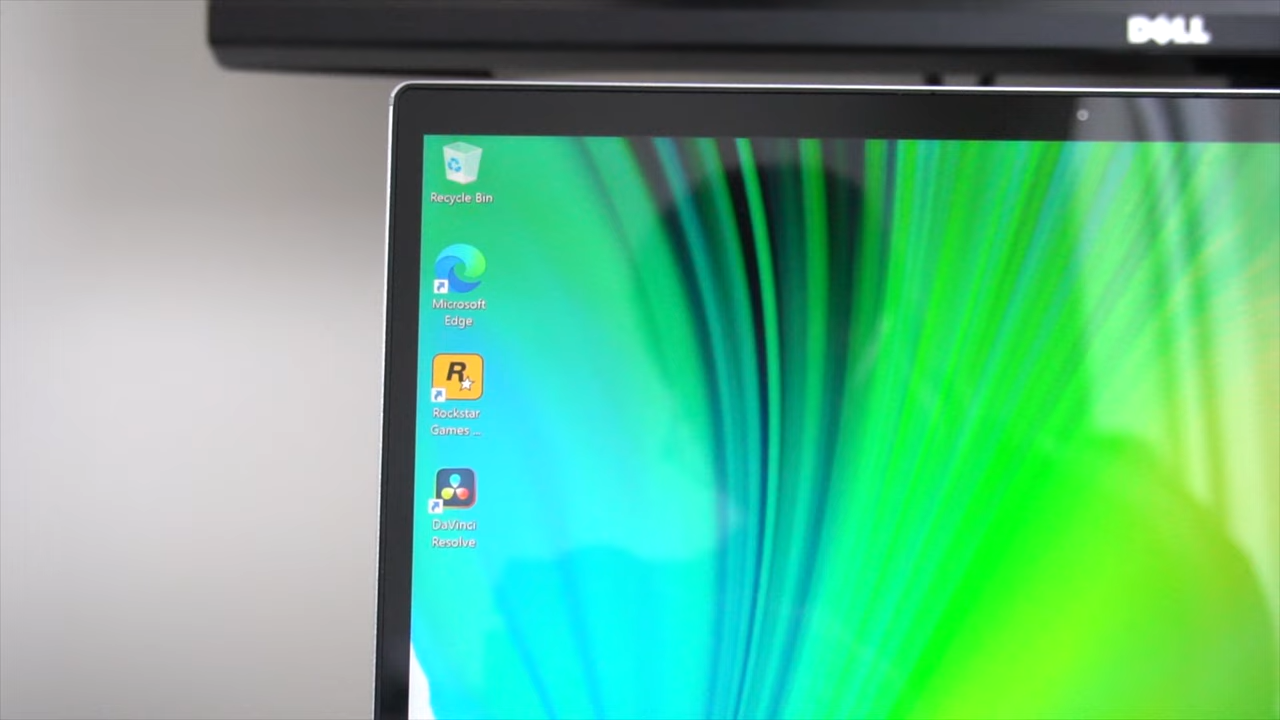 DELL
Recycle Bin
Microsoft
Edge
R
Rockstar
Games ...
DaVinci
Resolve